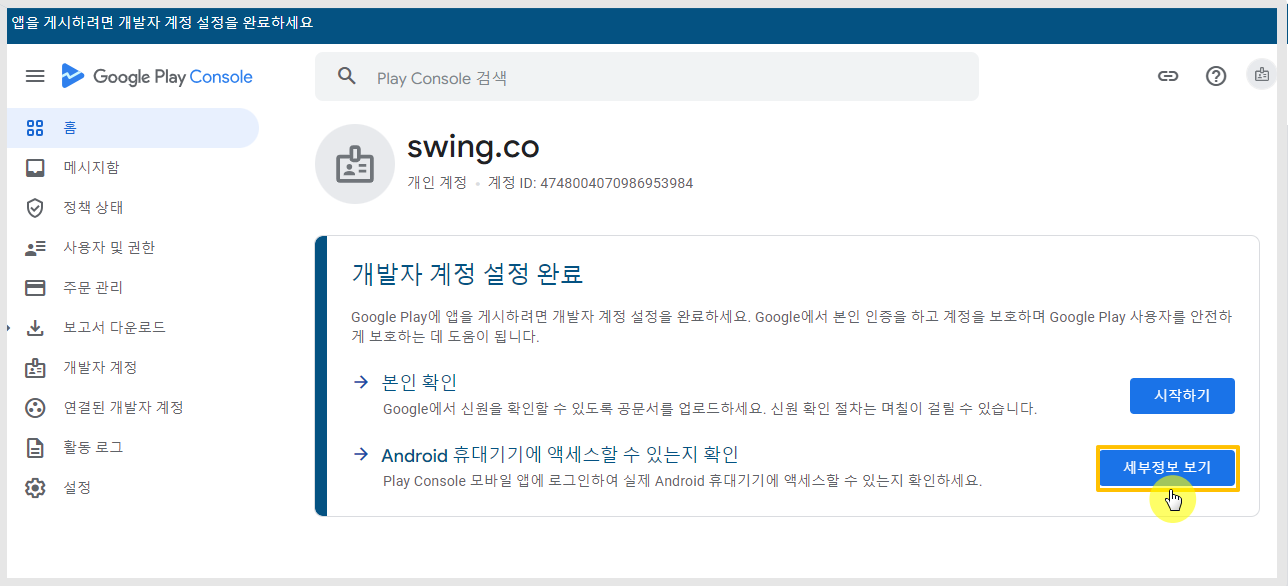 앱을 게시하려면 개발자 계정 설정을 완료하세요
Google Play Console
Play Console 검색
홈
메시지함
정책 상태
사용자 및 권한
주문 관리
보고서 다운로드
개발자 계정
연결된 개발자 계정
활동 로그
설정
swing.co
개인 계정 • 계정 ID: 4748004070986953984
개발자 계정 설정 완료
Google Play에 앱을 게시하려면 개발자 계정 설정을 완료하세요. Google에서 본인 인증을 하고 계정을 보호하며 Google Play 사용자를 안전하
게 보호하는 데 도움이 됩니다.
본인 확인
Google에서 신원을 확인할 수 있도록 공문서를 업로드하세요. 신원 확인 절차는 며칠이 걸릴 수 있습니다.
시작하기
Android 휴대기기에 액세스할 수 있는지 확인
Play Console 모바일 앱에 로그인하여 실제 Android 휴대기기에 액세스할 수 있는지 확인하세요.
세부정보 보기